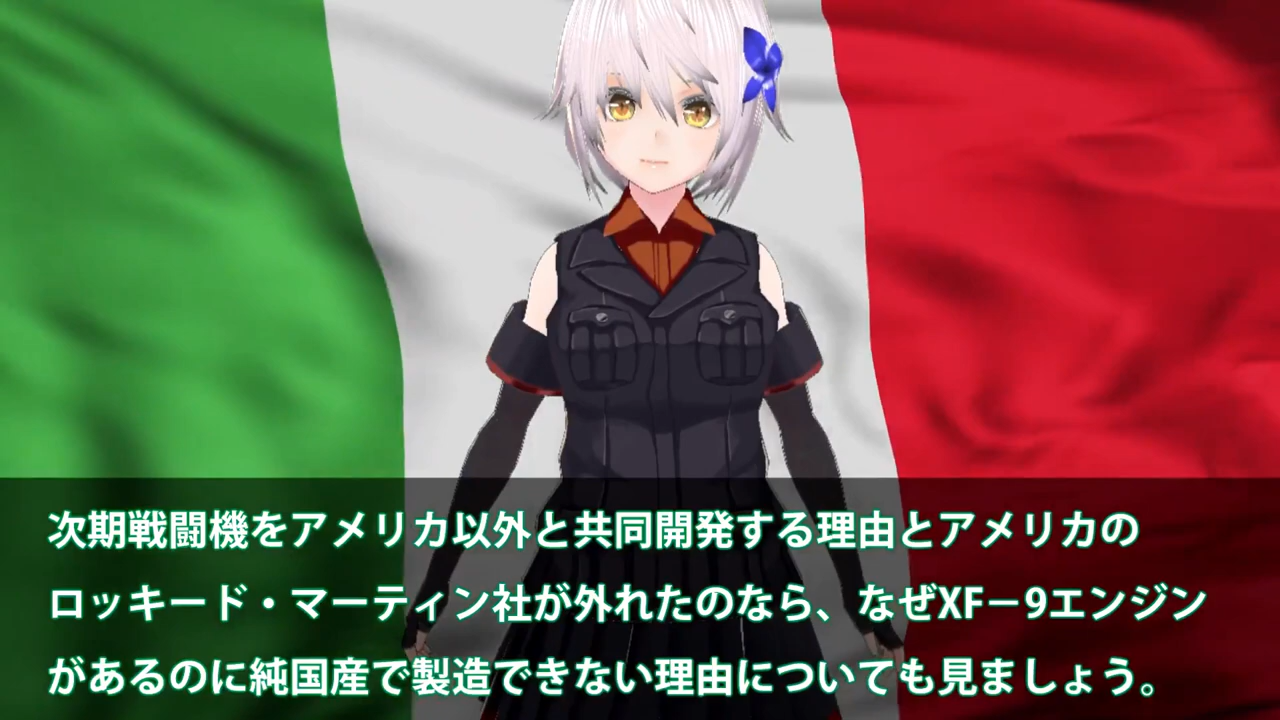 次期戦闘機をアメリカ以外と共同開発する理由とアメリカの
ロッキード・マーティン社が外れたのなら、なぜXF－9エンジン
があるのに純国産で製造できない理由についても見ましょう。